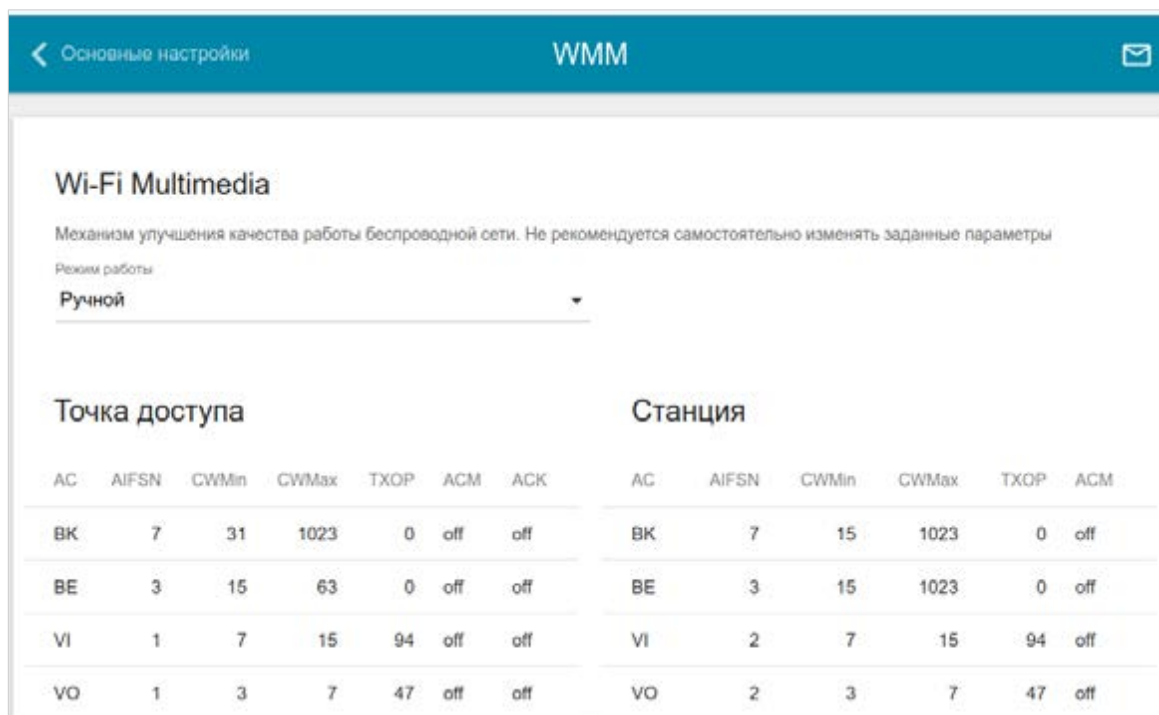 Основные настройки WMM
Wi-Fi Multimedia
Механизм улучшения качества работы беспроводной сети. Не рекомендуется самостоятельно изменять заданные параметры
Режим работы
Ручной
Точка доступа Станция
AC AIFSN CWMin CWMax TXOP ACM ACK AC AIFSN CWMin CWMax TXOP ACM
BK 7 31 1023 0 off off BK 7 15 1023 0 off
BE 3 15 63 0 off off BE 3 15 1023 0 off
VI 1 7 15 94 off off VI 2 7 15 94 off
VO 1 3 7 47 off off VO 2 3 7 47 off